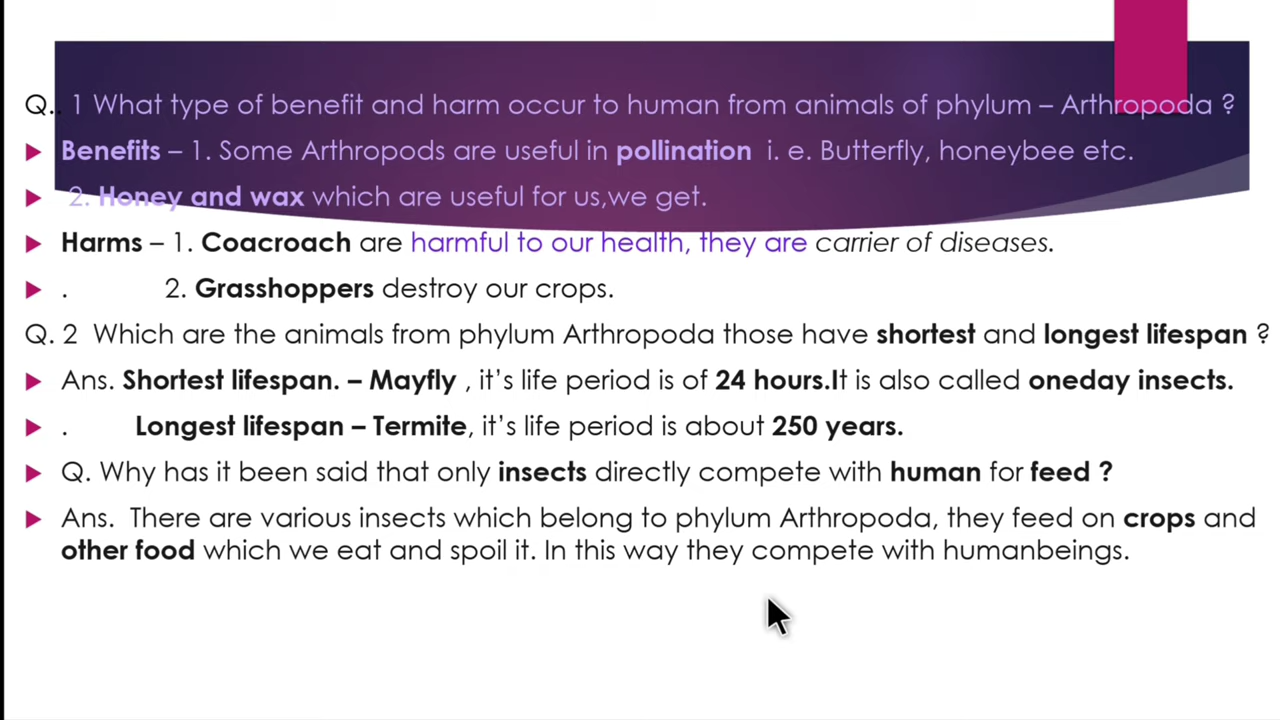 Q.. 1 What type of benefit and harm occur to human from animals of phylum – Arthropoda ?
Benefits – 1. Some Arthropods are useful in pollination i. e. Butterfly, honeybee etc.
2. Honey and wax which are useful for us,we get.
Harms – 1. Coacroach are harmful to our health, they are carrier of diseases.
. 2. Grasshoppers destroy our crops.
Q. 2 Which are the animals from phylum Arthropoda those have shortest and longest lifespan ?
Ans. Shortest lifespan. – Mayfly , it’s life period is of 24 hours.It is also called oneday insects.
. Longest lifespan – Termite, it’s life period is about 250 years.
Q. Why has it been said that only insects directly compete with human for feed ?
Ans. There are various insects which belong to phylum Arthropoda, they feed on crops and
other food which we eat and spoil it. In this way they compete with humanbeings.